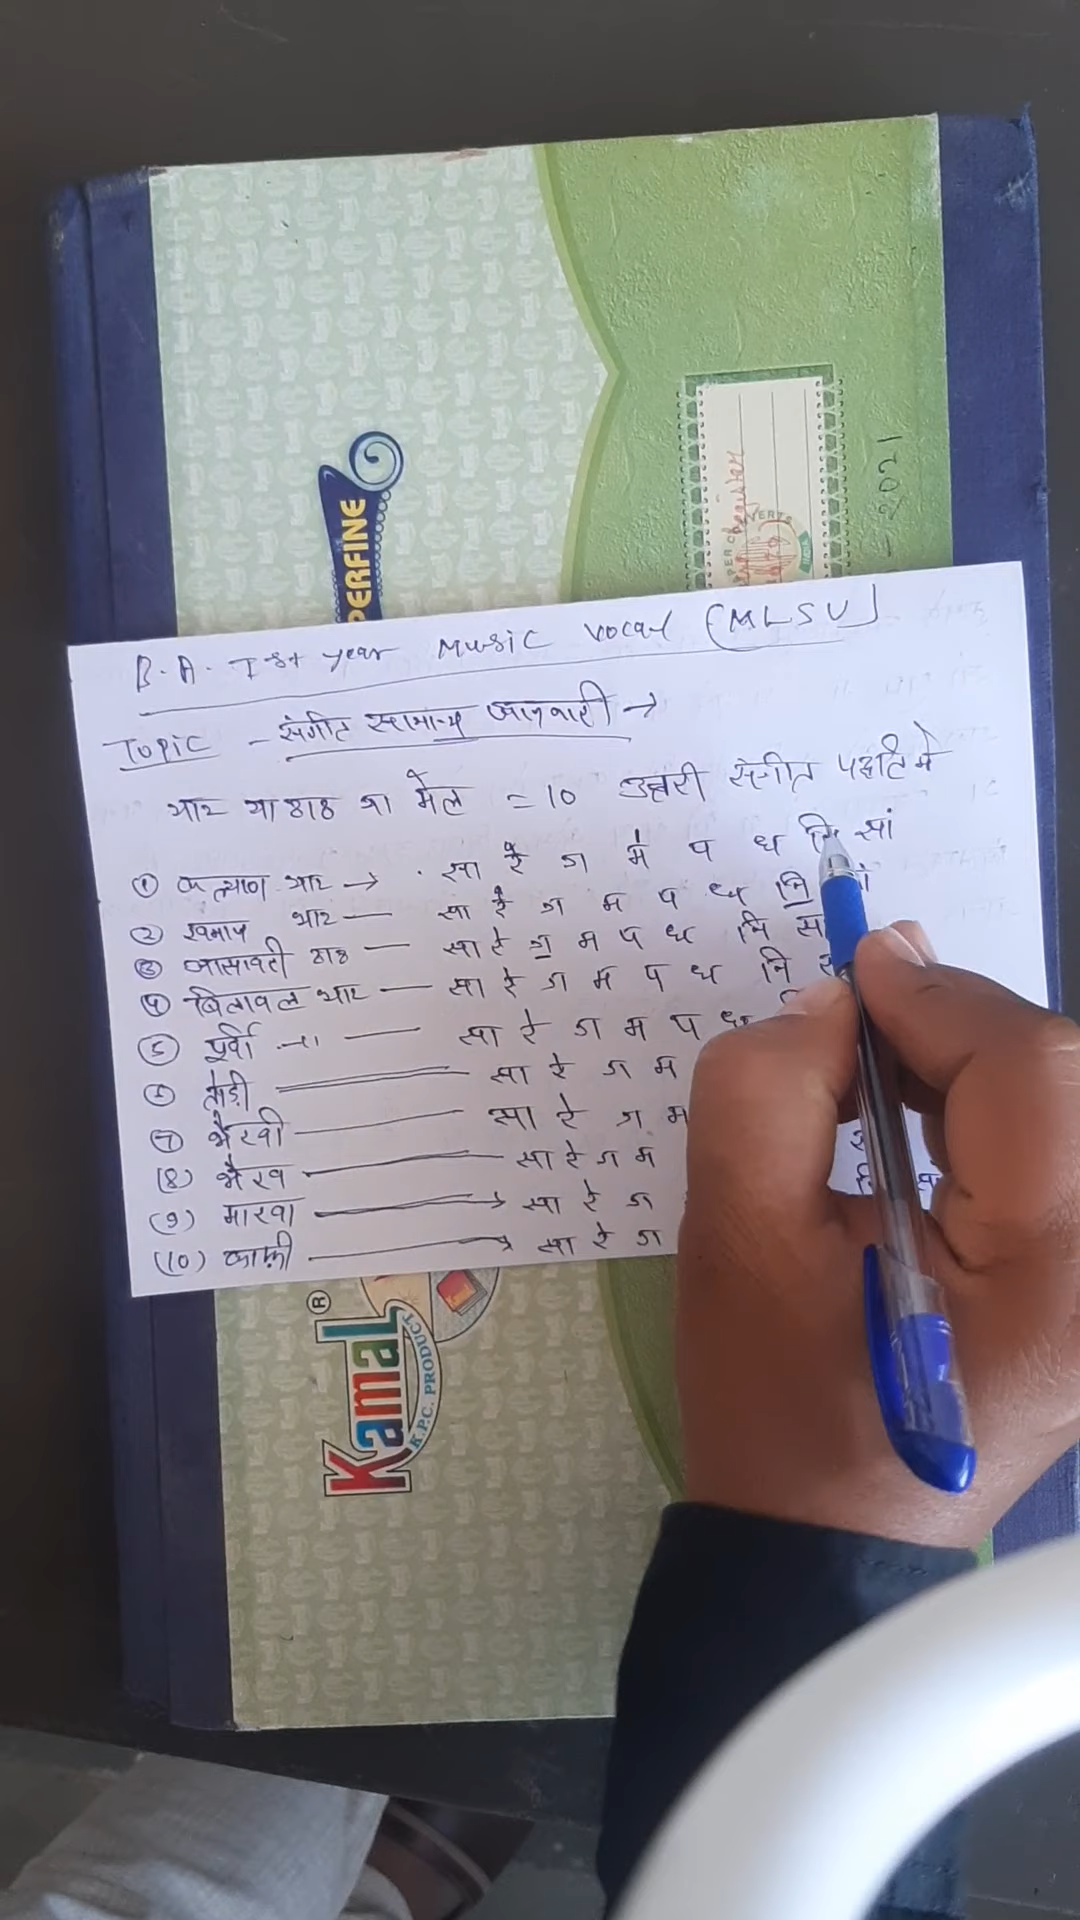 B.A. Ist year Music Vocal (MLSU)
Topic - संगीत सामान्य जानकारी →
थाट या ठाठ या मेल = 10 उत्तरी संगीत पद्धति में
① कल्याण थाट → सा रे ग मं प ध नि सां
② खमाज थाट — सा रे ग म प ध नि
③ आसावरी ठाठ — सा रे ग म प ध नि
④ बिलावल थाट — सा रे ग म प ध नि
⑤ पूर्वी -"- — सा रे ग म प ध
⑥ तोड़ी — सा रे ग म
⑦ भैरवी — सा रे ग म
(8) भैरव — सा रे ग म
(9) मारवा → सा रे ग
(10) काफ़ी → सा रे ग
PERFINE
2021
Kamal®
K.P.C. PRODUCT